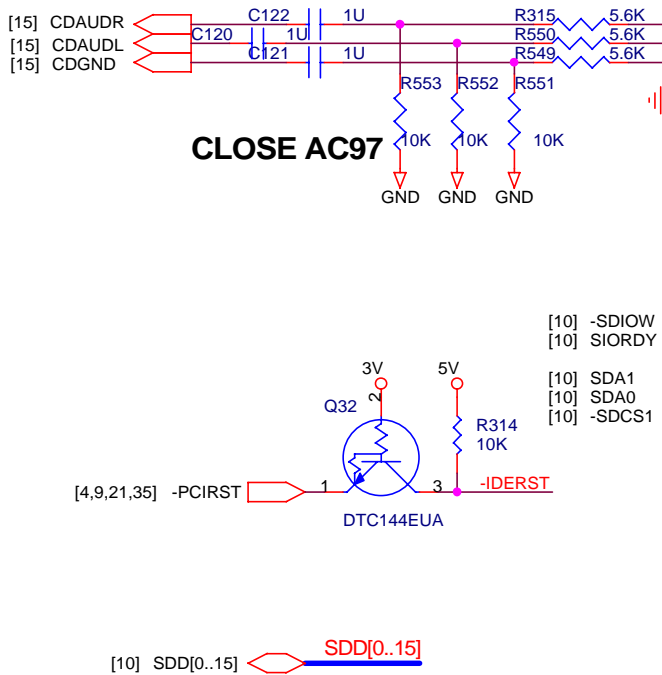 [15] CDAUDR C122 1U R315 5.6K
[15] CDAUDL C120 1U R550 5.6K
[15] CDGND C121 1U R549 5.6K
R553 R552 R551
CLOSE AC97 10K 10K 10K
GND GND GND
[10] -SDIOW
[10] SIORDY
[10] SDA1
[10] SDA0
[10] -SDCS1
3V 5V
2
Q32
R314
10K
[4,9,21,35] -PCIRST 1 3 -IDERST
DTC144EUA
[10] SDD[0..15] SDD[0..15]